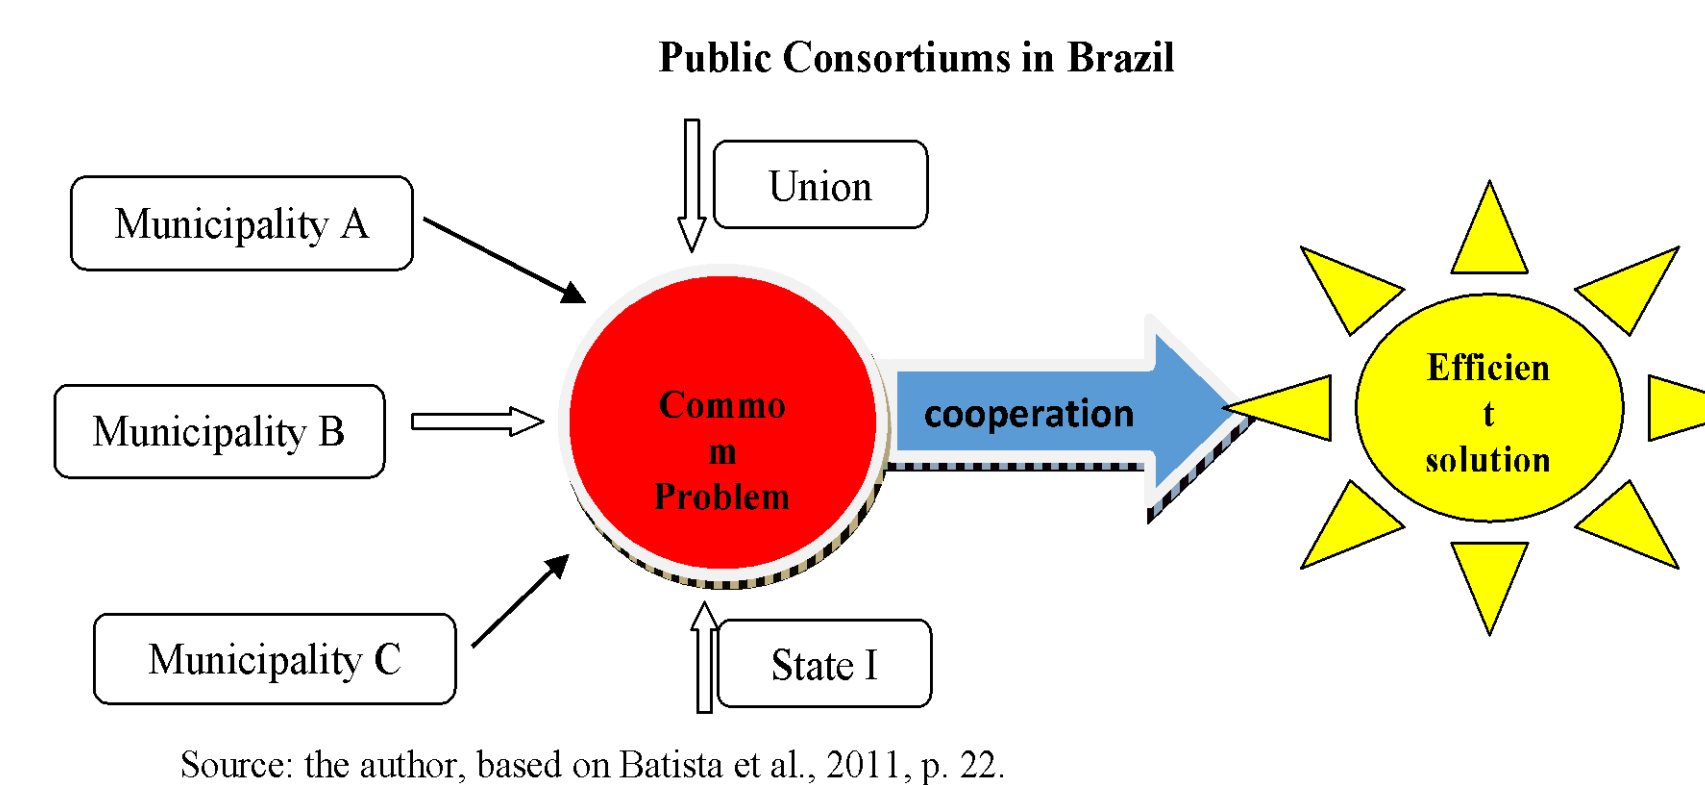 Public Consortiums in Brazil
Union
Municipality A
Municipality B
Municipality C
Commo
m
Problem
cooperation
Efficien
t
solution
State I
Source: the author, based on Batista et al., 2011, p. 22.